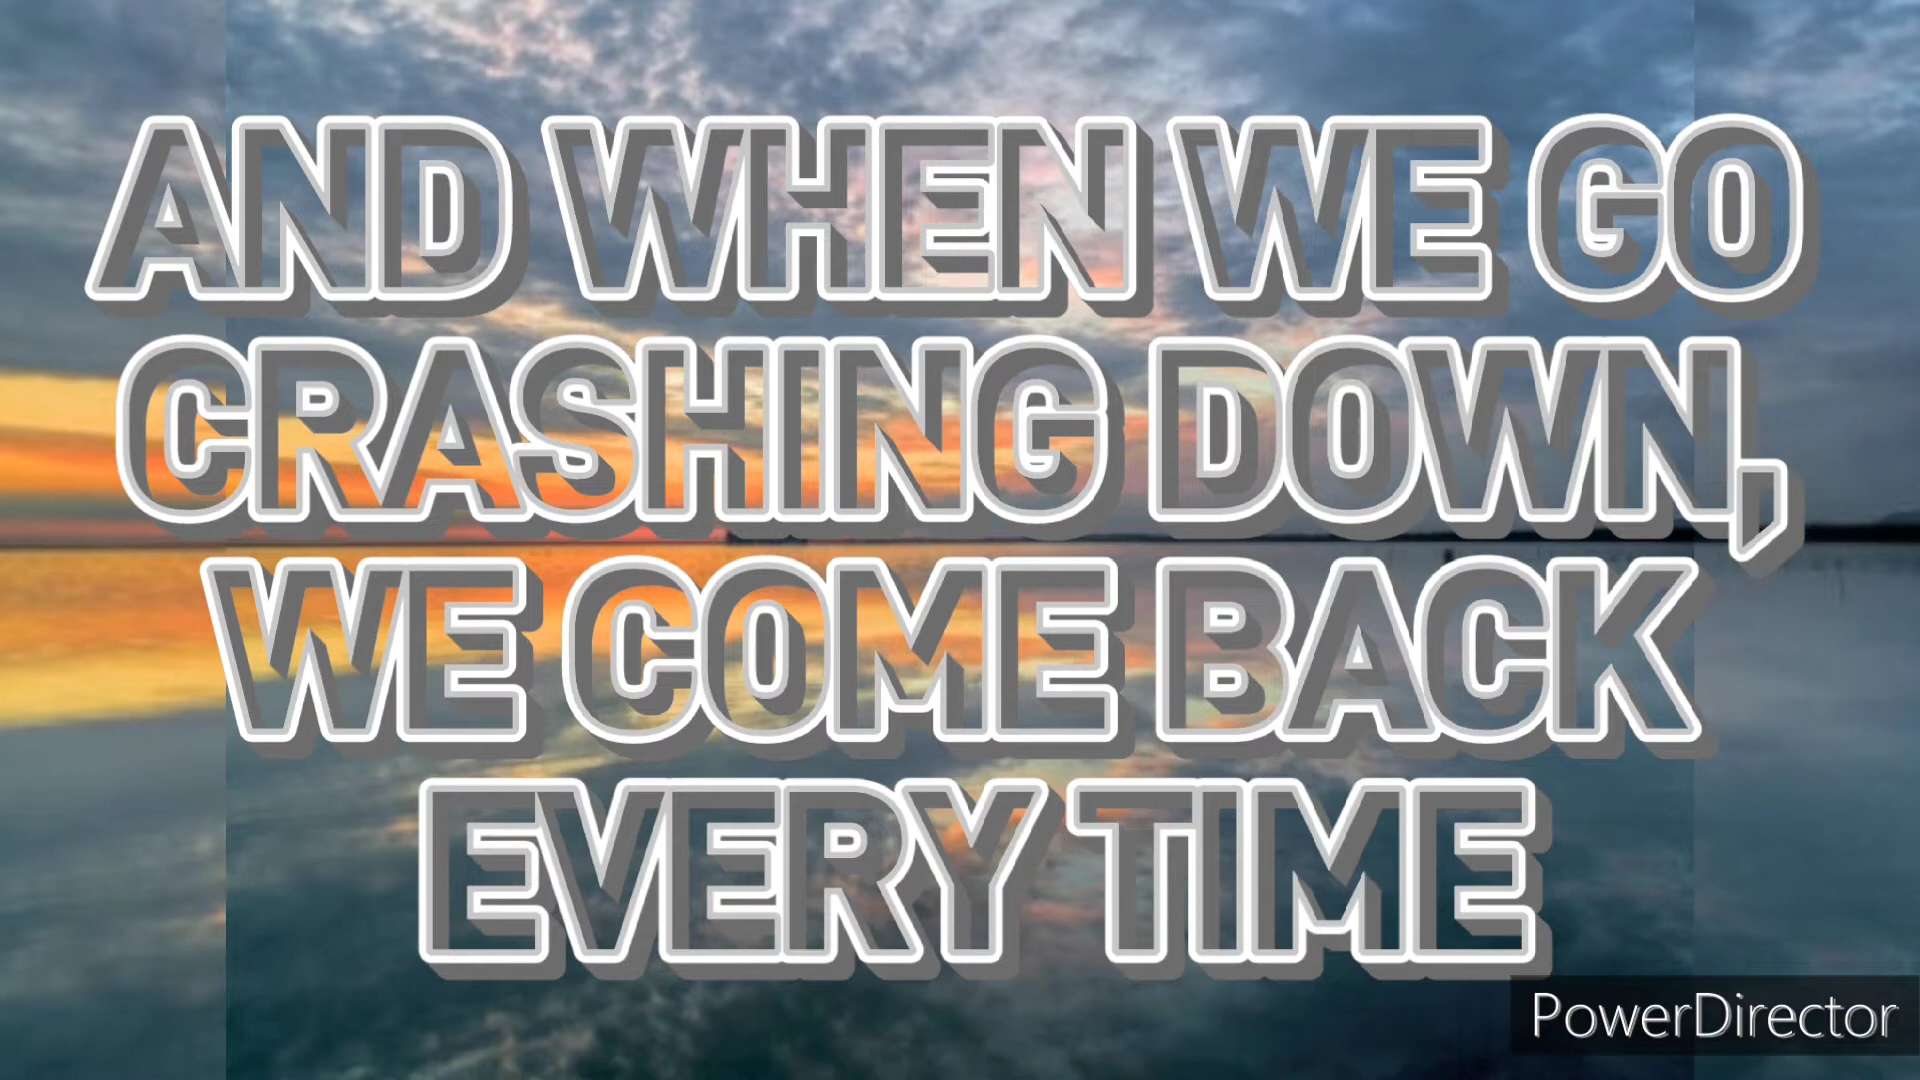 AND WHEN WE GO
CRASHING DOWN,
WE COME BACK
EVERY TIME
PowerDirector